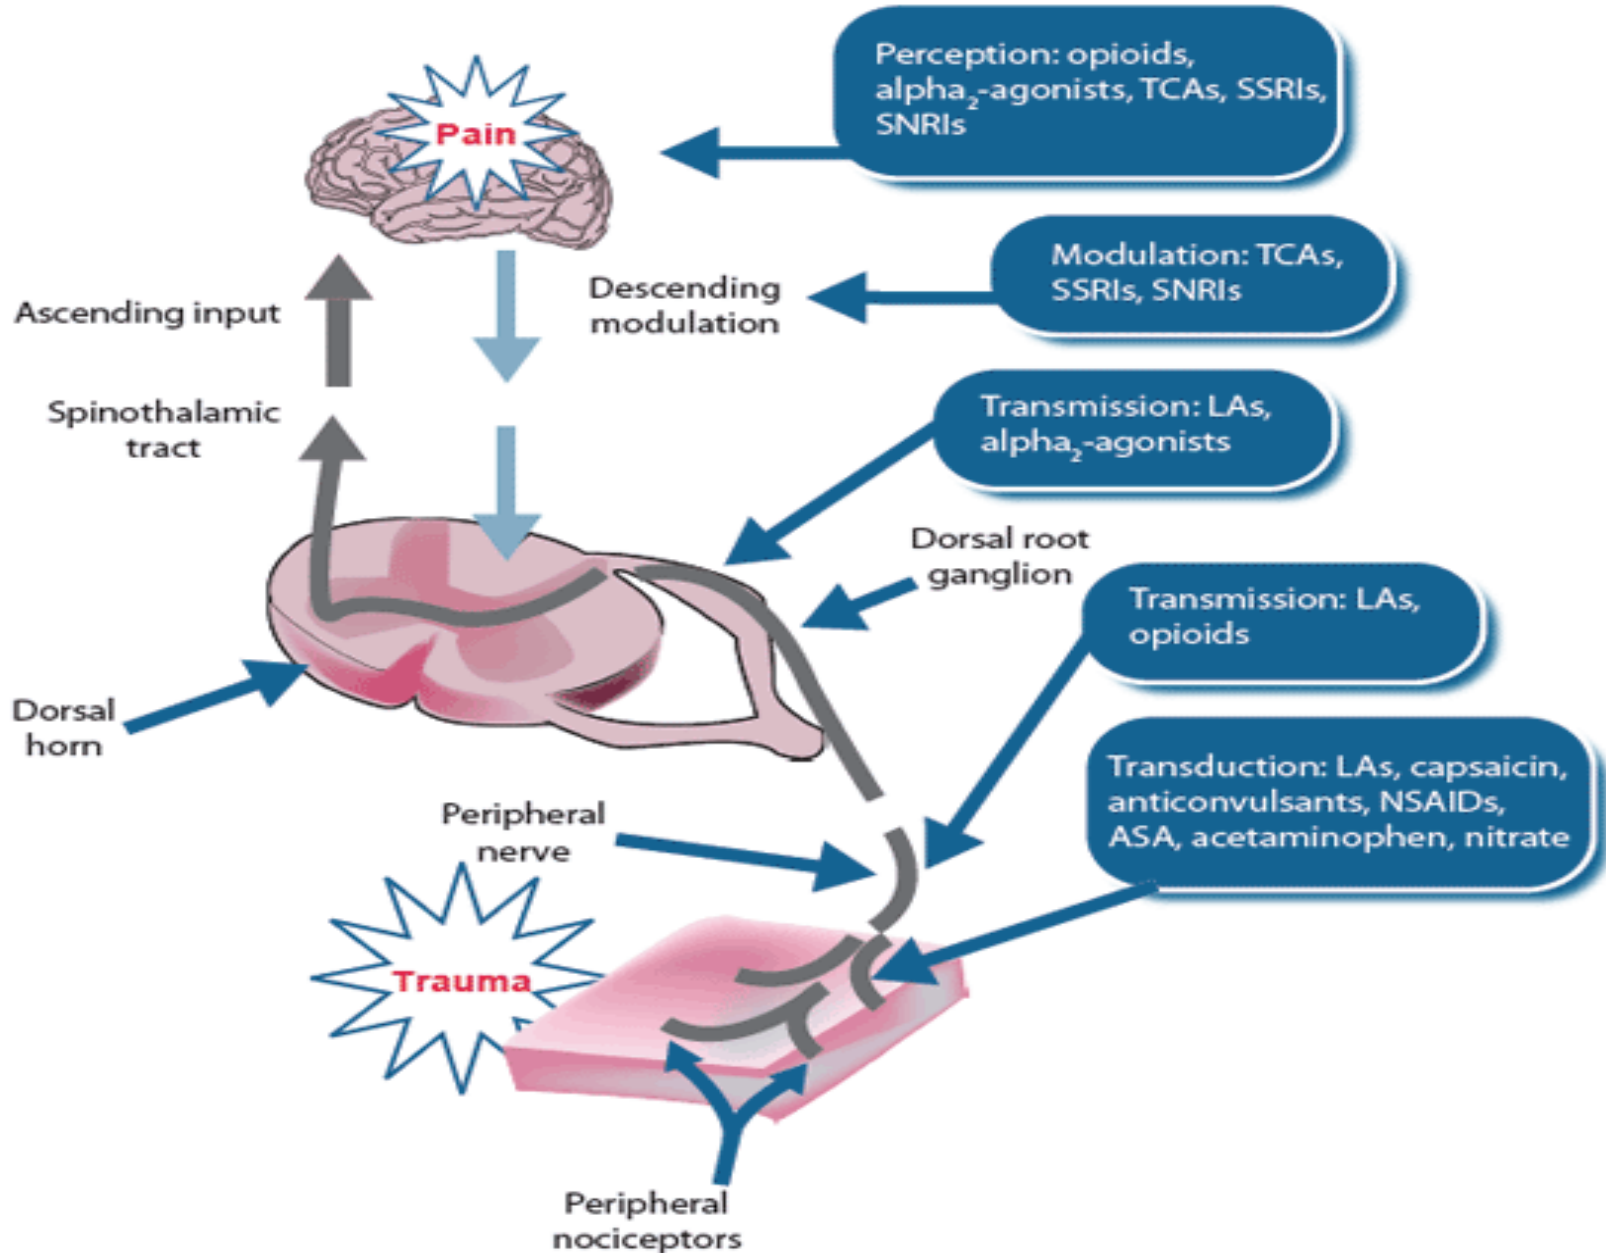 Perception: opioids,
alpha₂-agonists, TCAs, SSRIs,
SNRIs
Pain
Modulation: TCAs,
SSRIs, SNRIs
Descending
modulation
Ascending input
Spinothalamic
tract
Transmission: LAs,
alpha₂-agonists
Dorsal root
ganglion
Transmission: LAs,
opioids
Dorsal
horn
Transduction: LAs, capsaicin,
anticonvulsants, NSAIDs,
ASA, acetaminophen, nitrate
Peripheral
nerve
Trauma
Peripheral
nociceptors